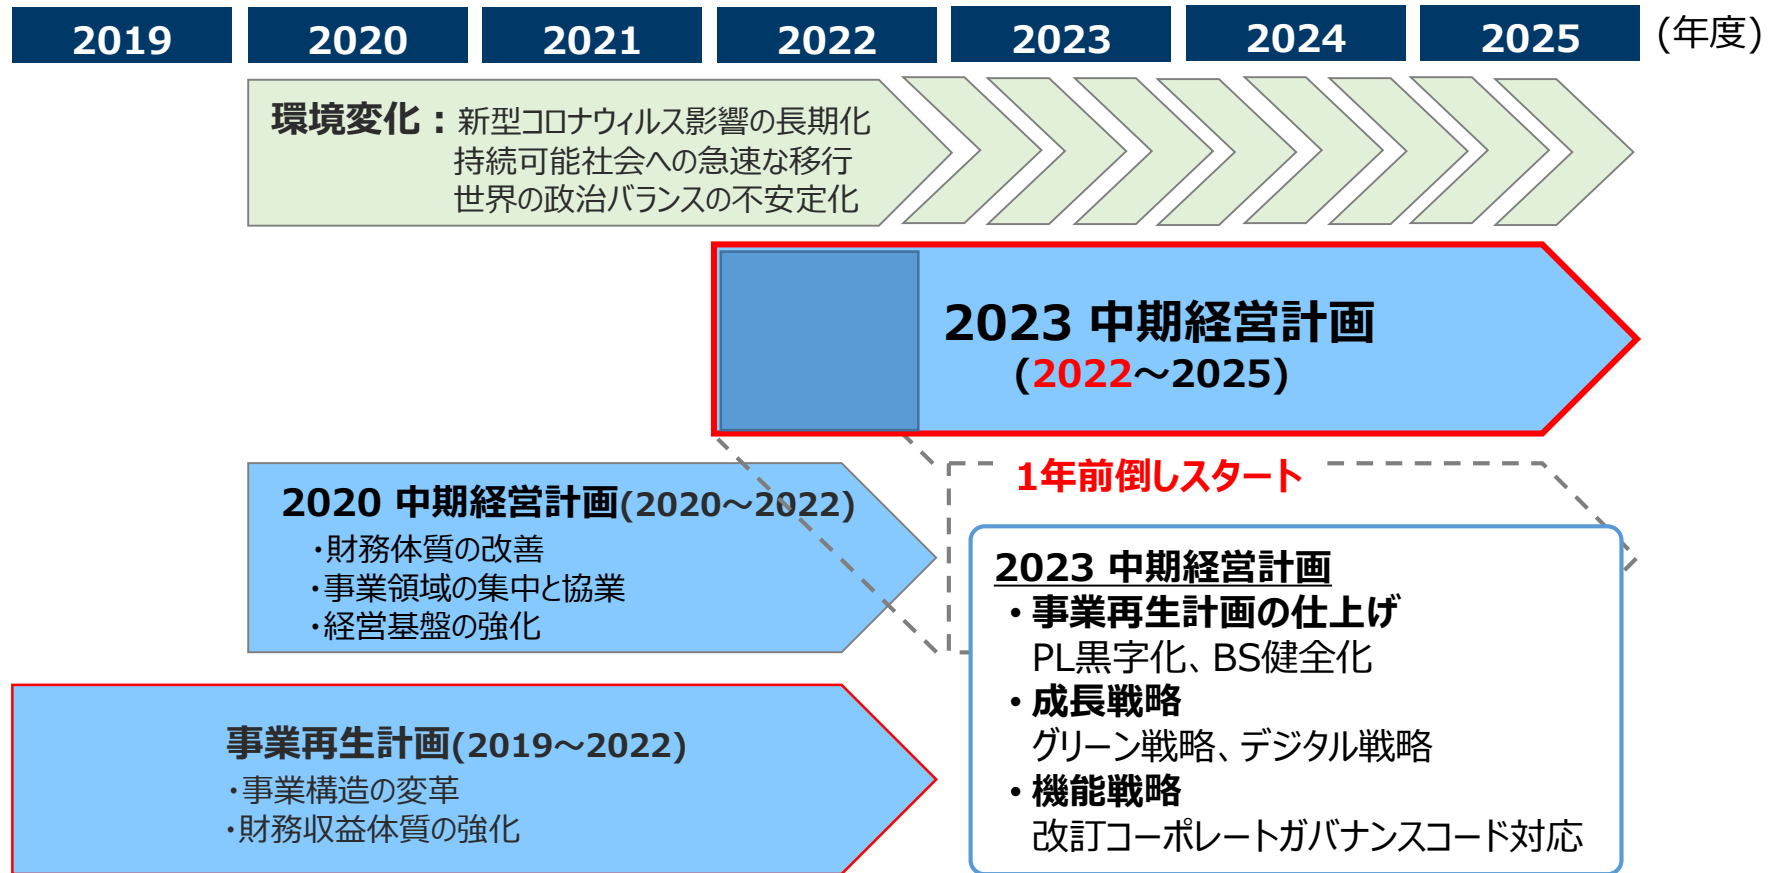 2019 2020 2021 2022 2023 2024 2025 (年度)
環境変化：新型コロナウィルス影響の長期化
持続可能社会への急速な移行
世界の政治バランスの不安定化
2023 中期経営計画
(2022～2025)
1年前倒しスタート
2020 中期経営計画(2020～2022)
・財務体質の改善
・事業領域の集中と協業
・経営基盤の強化
2023 中期経営計画
・事業再生計画の仕上げ
PL黒字化、BS健全化
・成長戦略
グリーン戦略、デジタル戦略
・機能戦略
改訂コーポレートガバナンスコード対応
事業再生計画(2019～2022)
・事業構造の変革
・財務収益体質の強化